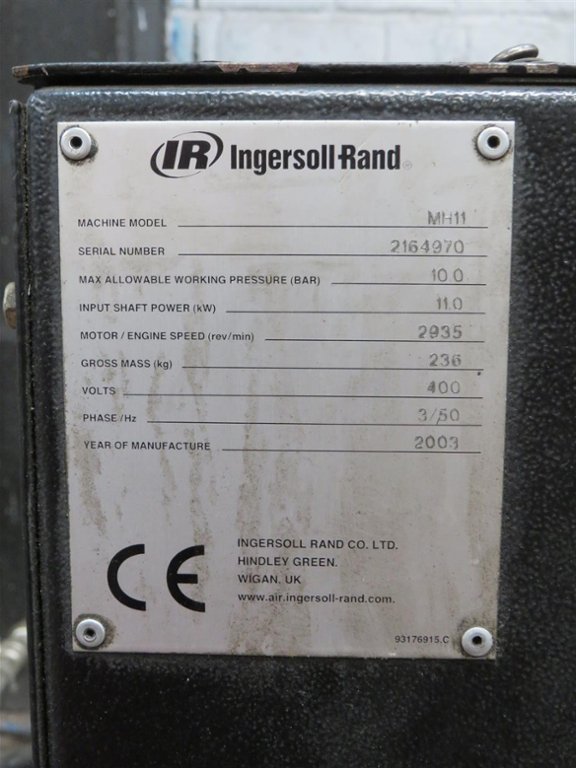 IR Ingersoll-Rand®
MACHINE MODEL MH11
SERIAL NUMBER 2164970
MAX ALLOWABLE WORKING PRESSURE (BAR) 10.0
INPUT SHAFT POWER (kW) 11.0
MOTOR / ENGINE SPEED (rev/min) 2935
GROSS MASS (kg) 236
VOLTS 400
PHASE/Hz 3/50
YEAR OF MANUFACTURE 2003
CE
INGERSOLL RAND CO. LTD.
HINDLEY GREEN.
WIGAN, UK
www.air.ingersoll-rand.com.
93176915.C